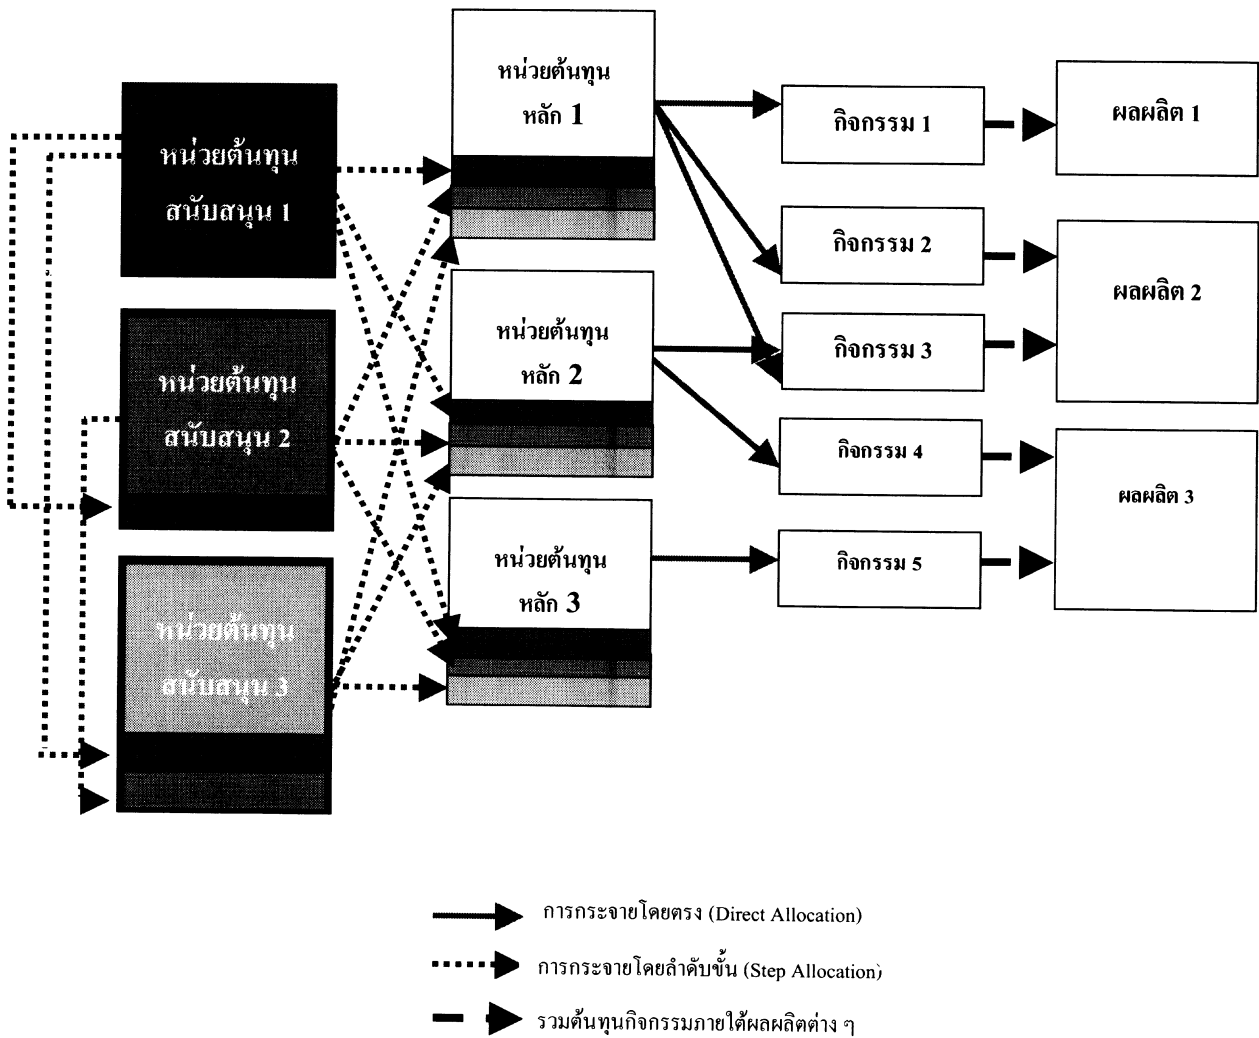 หน่วยต้นทุน
สนับสนุน 1
หน่วยต้นทุน
สนับสนุน 2
หน่วยต้นทุน
สนับสนุน 3
หน่วยต้นทุน
หลัก 1
หน่วยต้นทุน
หลัก 2
หน่วยต้นทุน
หลัก 3
กิจกรรม 1
กิจกรรม 2
กิจกรรม 3
กิจกรรม 4
กิจกรรม 5
ผลผลิต 1
ผลผลิต 2
ผลผลิต 3
การกระจายโดยตรง (Direct Allocation)
การกระจายโดยลำดับขั้น (Step Allocation)
รวมต้นทุนกิจกรรมภายใต้ผลผลิตต่าง ๆ